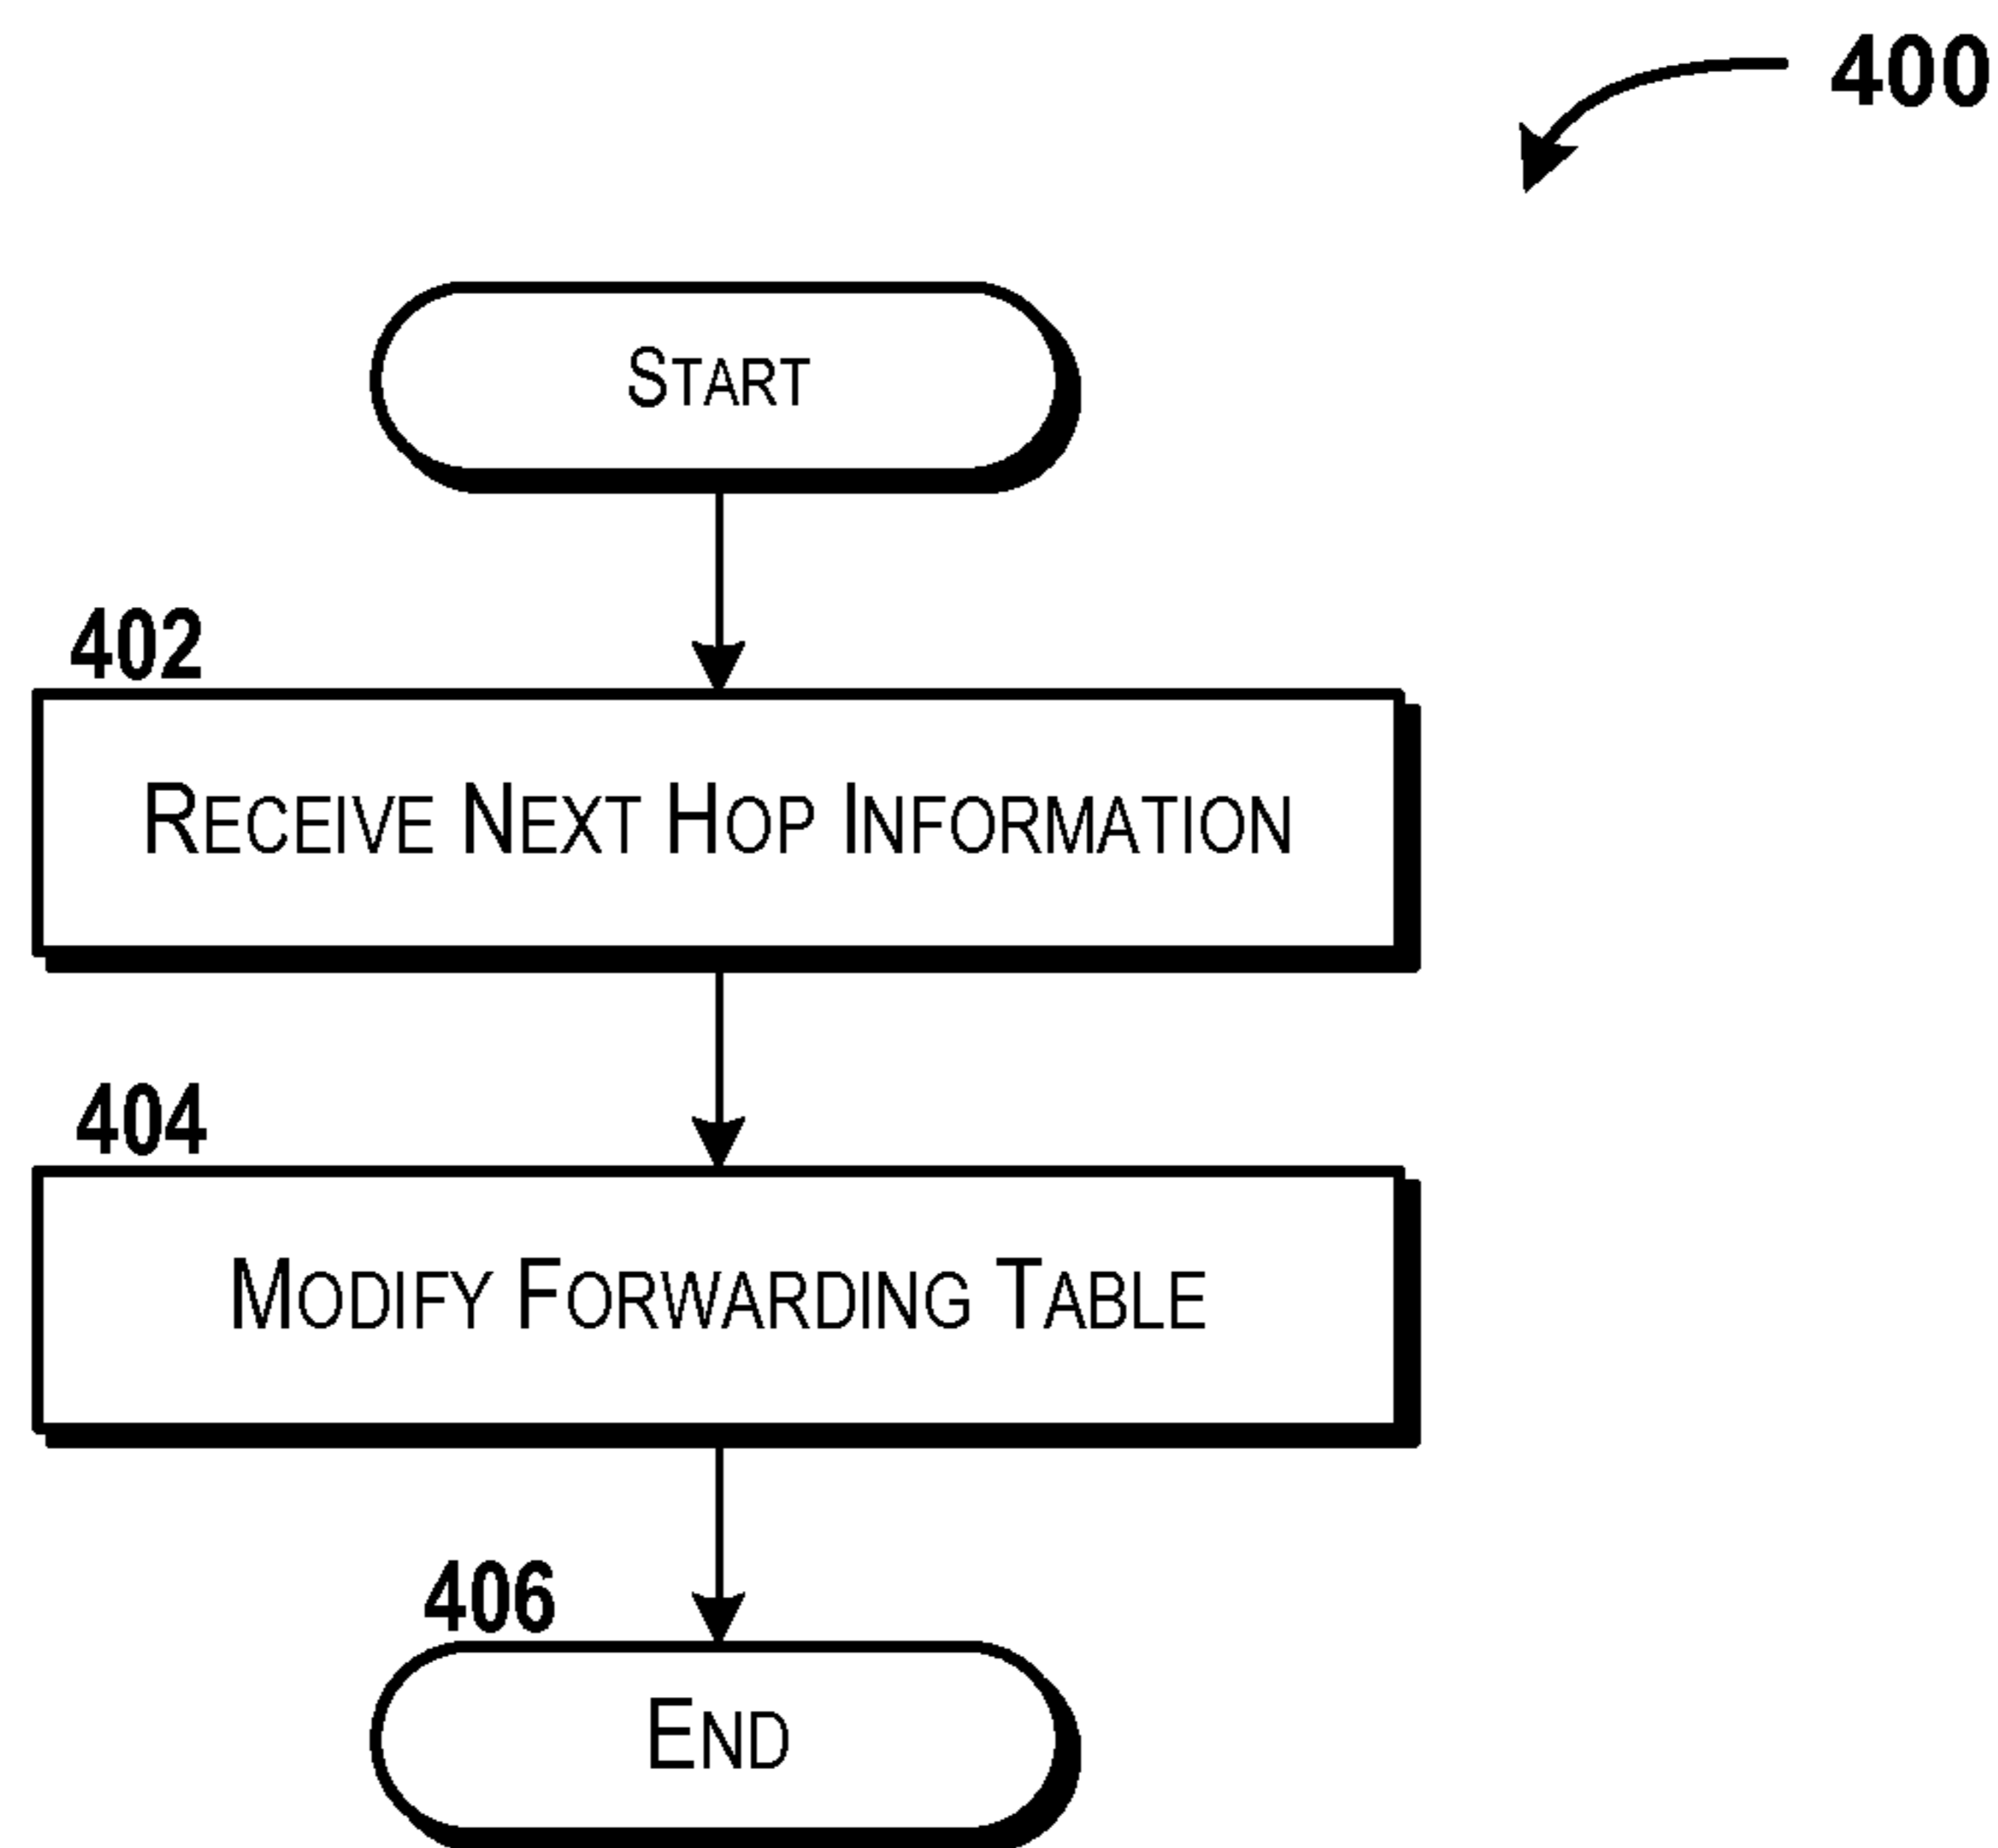 400
START
402
RECEIVE NEXT HOP INFORMATION
404
MODIFY FORWARDING TABLE
406
END